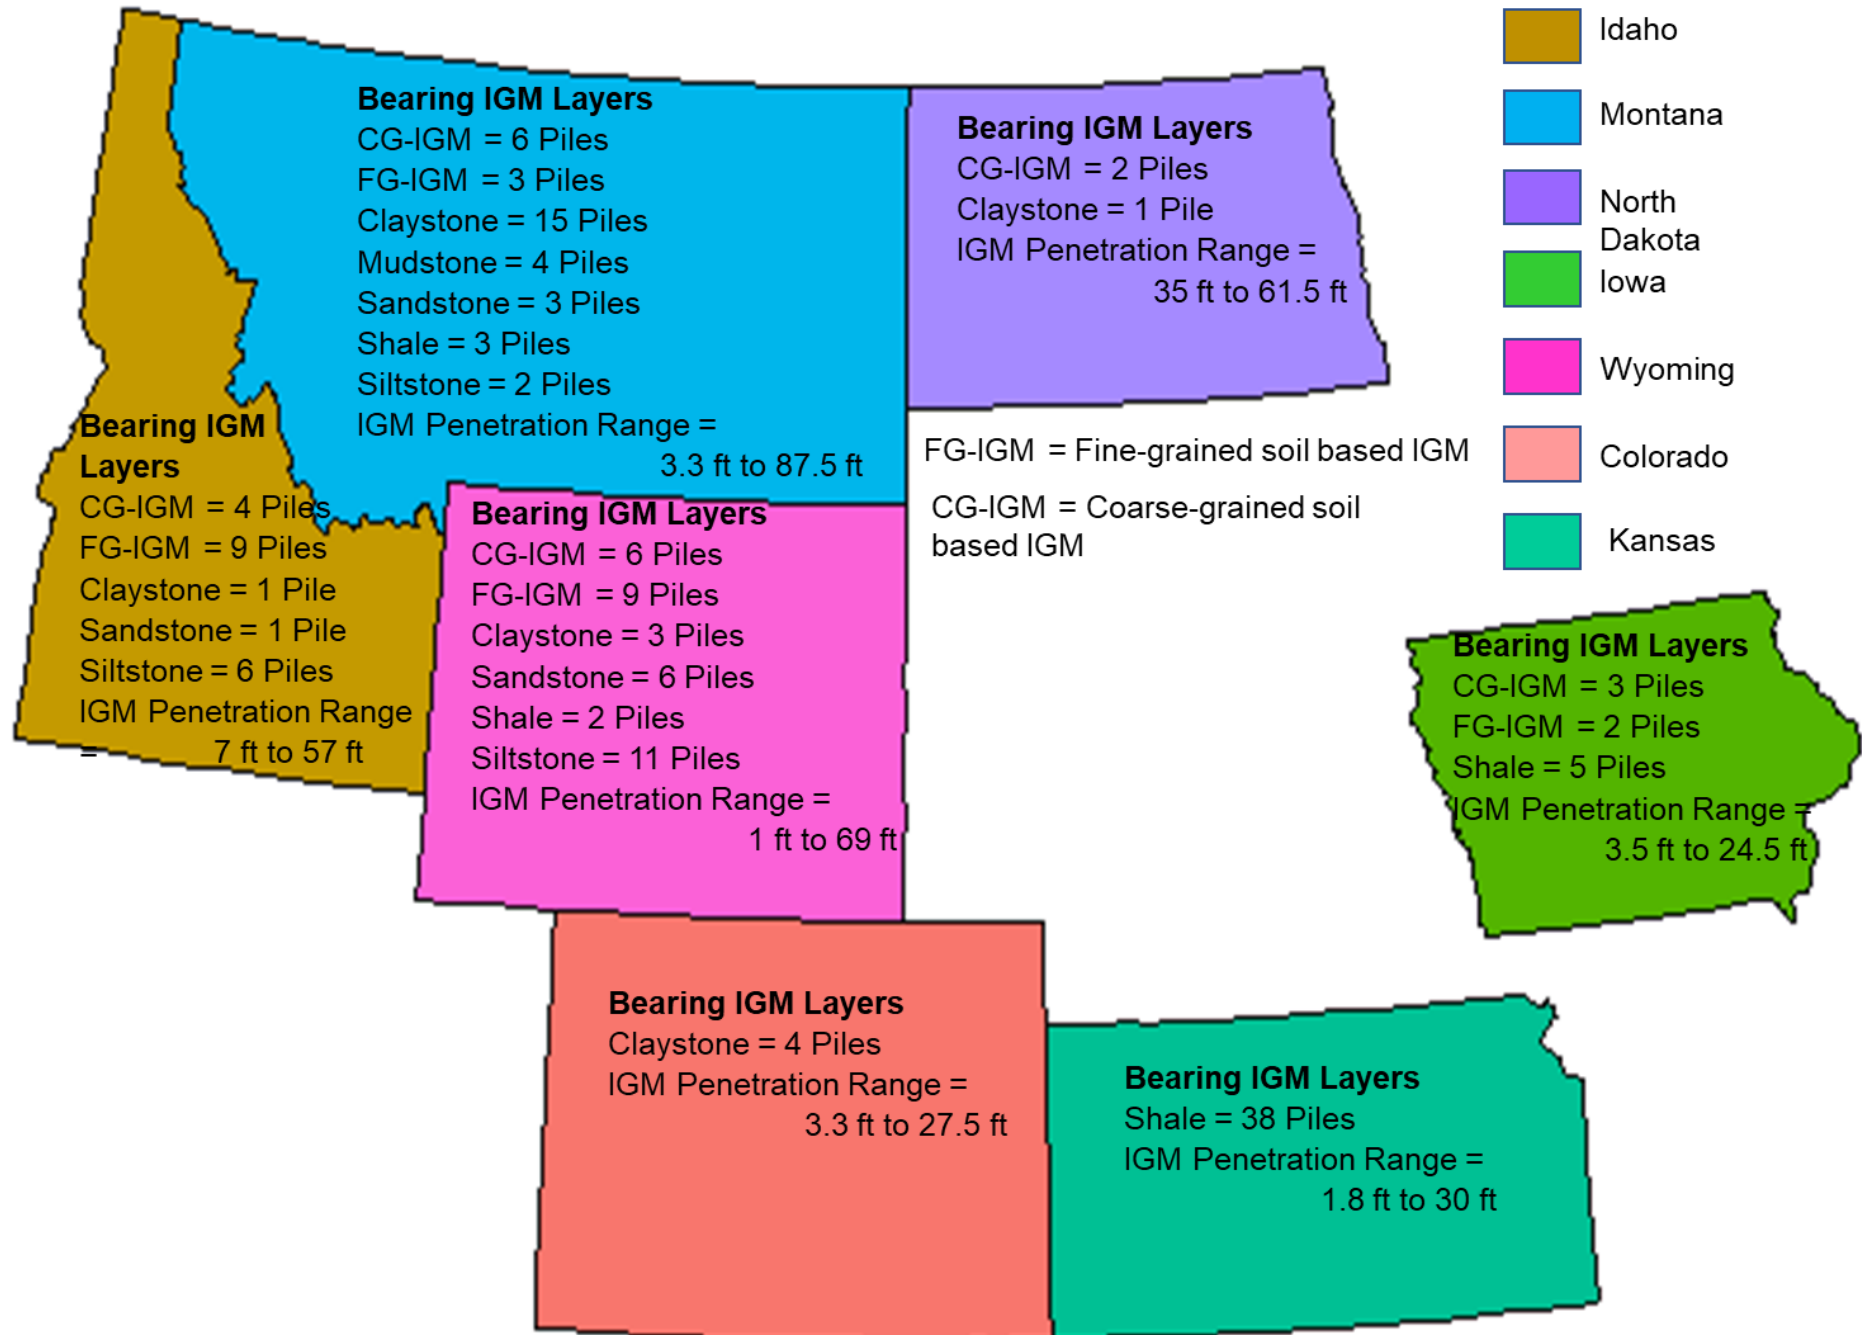 Bearing IGM Layers
CG-IGM = 6 Piles
FG-IGM = 3 Piles
Claystone = 15 Piles
Mudstone = 4 Piles
Sandstone = 3 Piles
Shale = 3 Piles
Siltstone = 2 Piles
IGM Penetration Range =
3.3 ft to 87.5 ft
Bearing IGM Layers
CG-IGM = 2 Piles
Claystone = 1 Pile
IGM Penetration Range =
35 ft to 61.5 ft
Idaho
Montana
North
Dakota
Iowa
Wyoming
Colorado
Kansas
FG-IGM = Fine-grained soil based IGM
CG-IGM = Coarse-grained soil
based IGM
Bearing IGM
Layers
CG-IGM = 4 Piles
FG-IGM = 9 Piles
Claystone = 1 Pile
Sandstone = 1 Pile
Siltstone = 6 Piles
IGM Penetration Range
= 7 ft to 57 ft
Bearing IGM Layers
CG-IGM = 6 Piles
FG-IGM = 9 Piles
Claystone = 3 Piles
Sandstone = 6 Piles
Shale = 2 Piles
Siltstone = 11 Piles
IGM Penetration Range =
1 ft to 69 ft
Bearing IGM Layers
CG-IGM = 3 Piles
FG-IGM = 2 Piles
Shale = 5 Piles
IGM Penetration Range =
3.5 ft to 24.5 ft
Bearing IGM Layers
Claystone = 4 Piles
IGM Penetration Range =
3.3 ft to 27.5 ft
Bearing IGM Layers
Shale = 38 Piles
IGM Penetration Range =
1.8 ft to 30 ft